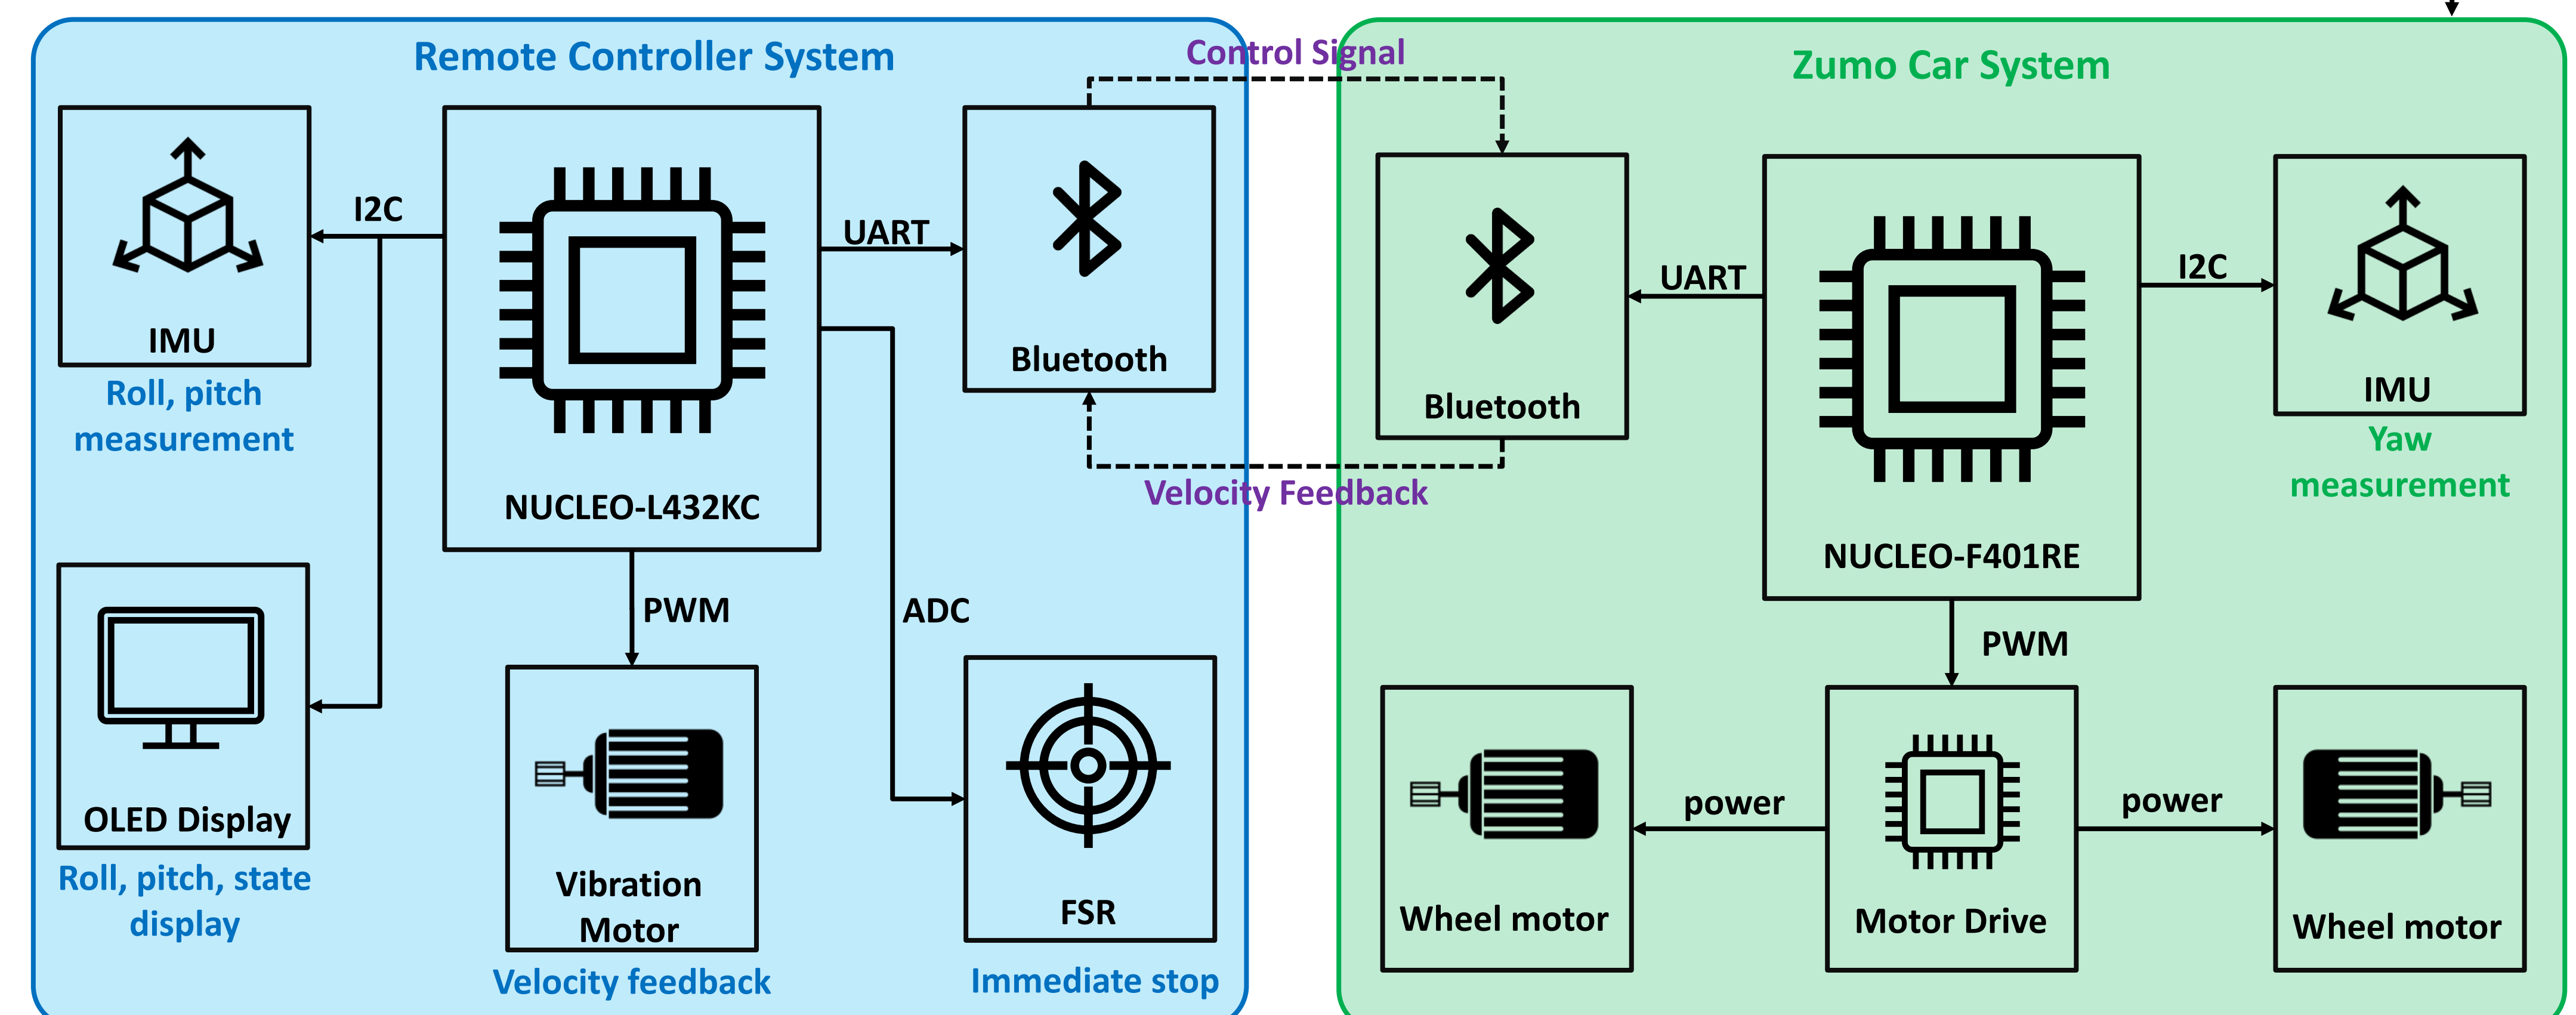 Remote Controller System
Control Signal
Zumo Car System
I2C
UART
UART
I2C
IMU
Roll, pitch
measurement
NUCLEO-L432KC
Bluetooth
Bluetooth
Velocity Feedback
NUCLEO-F401RE
IMU
Yaw
measurement
PWM
ADC
PWM
OLED Display
Roll, pitch, state
display
Vibration
Motor
Velocity feedback
FSR
Immediate stop
Wheel motor
power
Motor Drive
power
Wheel motor